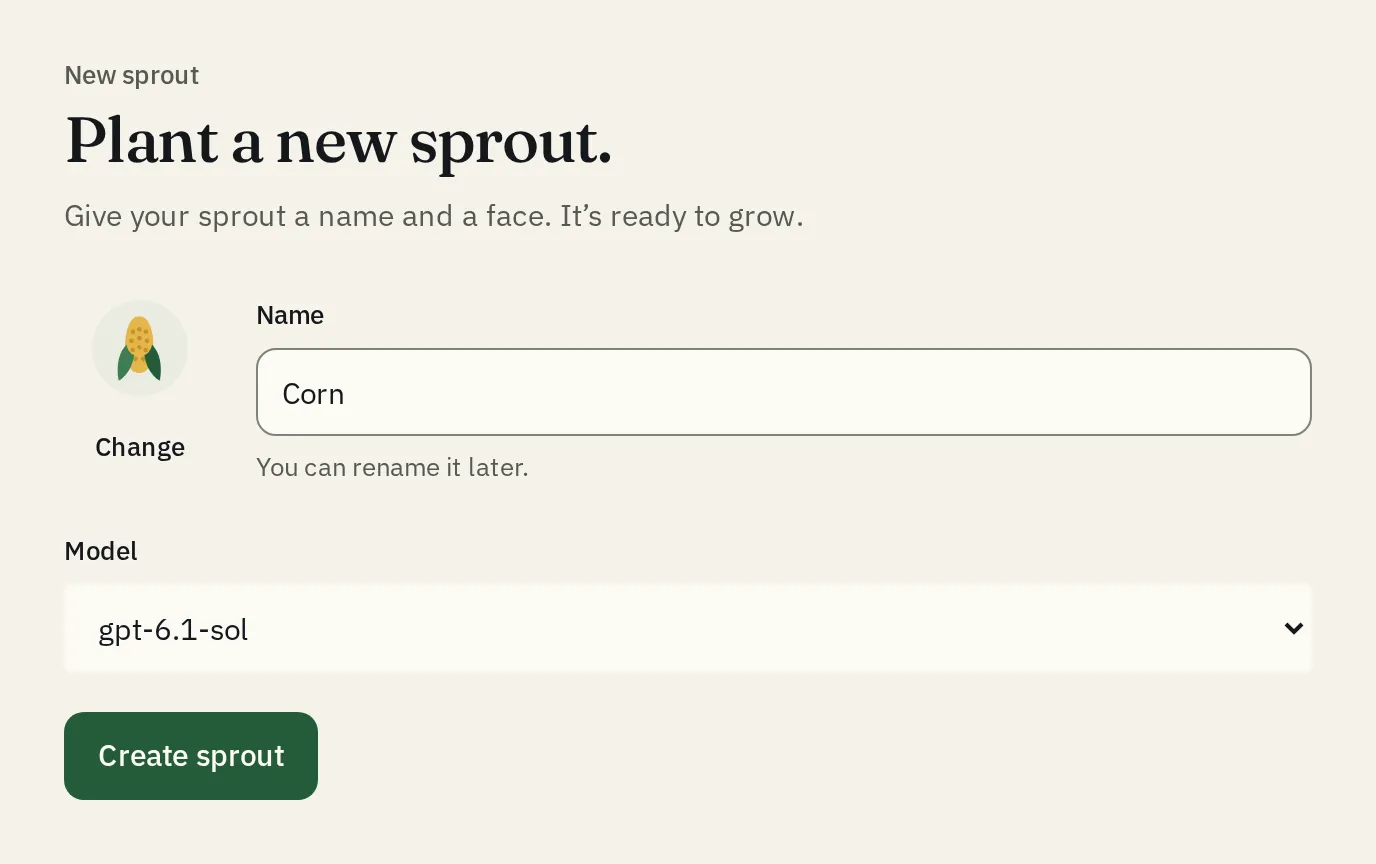 New sprout
Plant a new sprout.
Give your sprout a name and a face. It’s ready to grow.
Name
Corn
Change
You can rename it later.
Model
gpt-6.1-sol
Create sprout